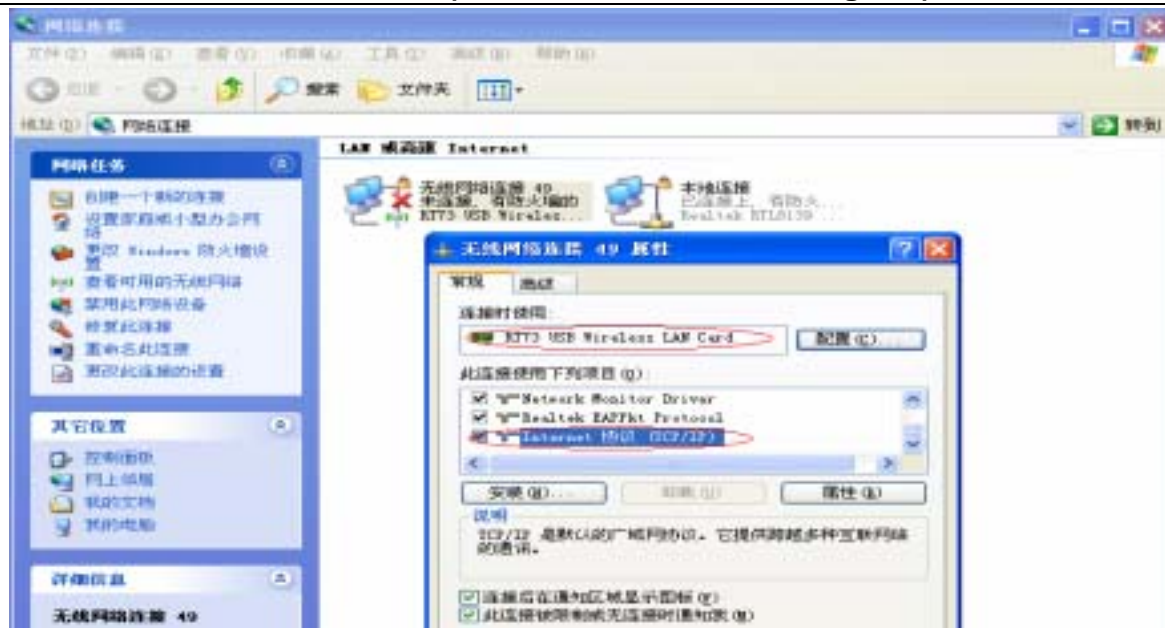 网络连接
文件 编辑(E) 查看(V) 收藏(A) 工具(T) 高级(N) 帮助(H)
搜索 文件夹
地址(D) 网络连接 转到
LAN 或高速 Internet
网络任务
创建一个新的连接
设置家庭或小型办公网络
更改 Windows 防火墙设置
查看可用的无线网络
禁用此网络设备
修复此连接
重命名此连接
更改此连接的设置
其它位置
控制面板
网上邻居
我的文档
我的电脑
详细信息
无线网络连接 49
无线网络连接 49
未连接，有防火墙的
RT73 USB Wireles...
本地连接
已连接上，有防火...
Realtek RTL8139 ...
无线网络连接 49 属性
常规 高级
连接时使用:
RT73 USB Wireless LAN Card 配置(C)...
此连接使用下列项目(O):
Network Monitor Driver
Realtek EAPPkt Protocol
Internet 协议 (TCP/IP)
安装(N)... 卸载(U) 属性(R)
说明
TCP/IP 是默认的广域网协议。它提供跨越多种互联网络
的通讯。
连接后在通知区域显示图标(W)
此连接被限制或无连接时通知我(M)